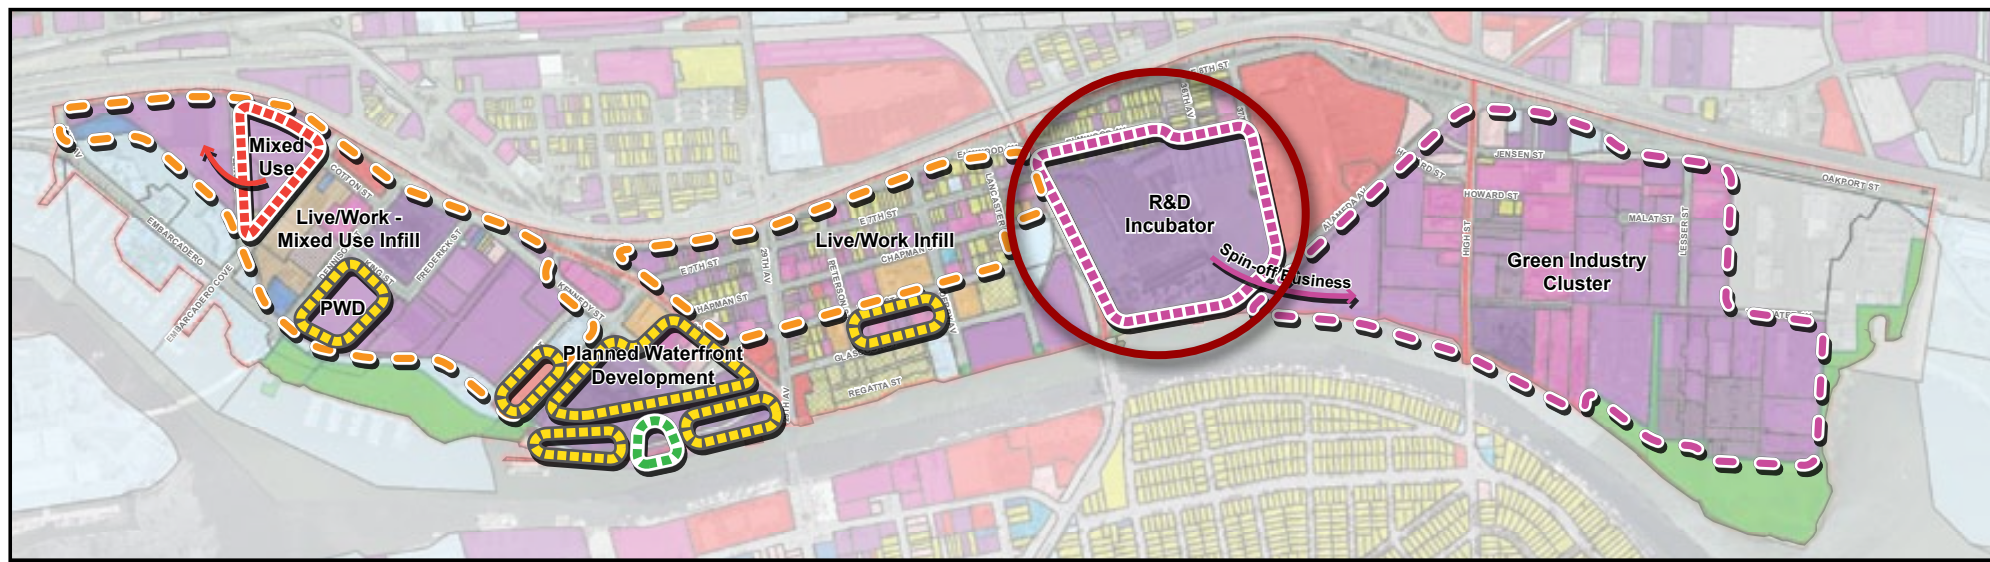 Mixed
Use
Live/Work -
Mixed Use Infill
PWD
Planned Waterfront
Development
Live/Work Infill
R&D
Incubator
Spin-off Business
Green Industry
Cluster
COTTON ST
FREDERICK ST
KING ST
EMBARCADERO
EMBARCADERO COVE
KENNEDY ST
E 7TH ST
CHAPMAN ST
29TH AV
PETERSON
E 7TH ST
CHAPMAN
LANCASTER
REGATTA ST
ALAMEDA AV
HIGH ST
JENSEN ST
HOWARD ST
MALAT ST
LESSER ST
OAKPORT ST